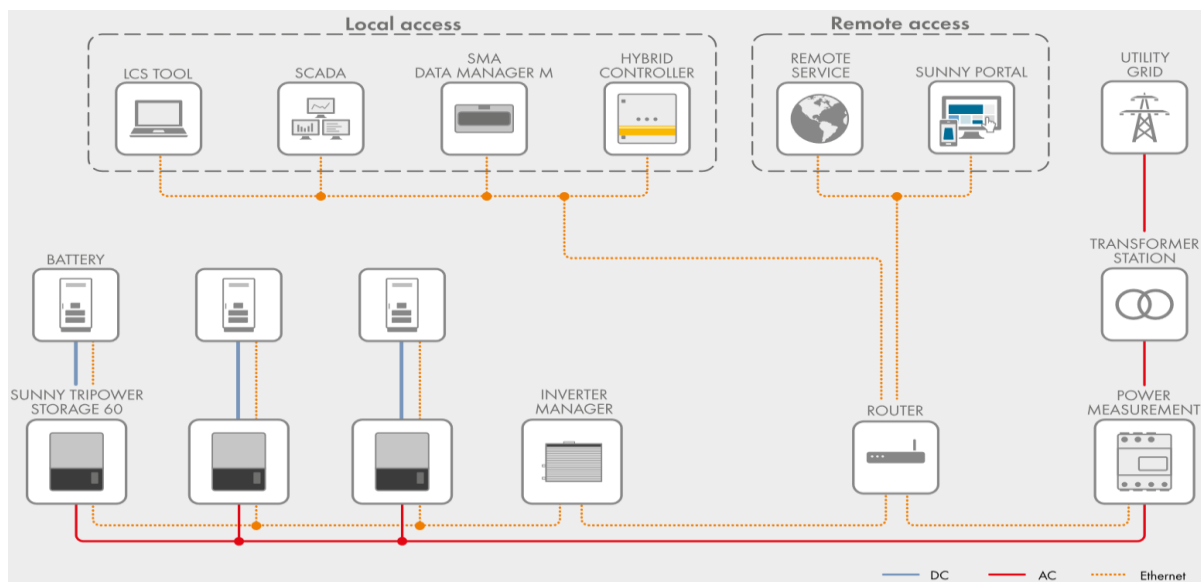 Local access
Remote access
LCS TOOL
SCADA
SMA
DATA MANAGER M
HYBRID
CONTROLLER
REMOTE
SERVICE
SUNNY PORTAL
UTILITY
GRID
BATTERY
TRANSFORMER
STATION
SUNNY TRIPOWER
STORAGE 60
INVERTER
MANAGER
ROUTER
POWER
MEASUREMENT
DC
AC
Ethernet